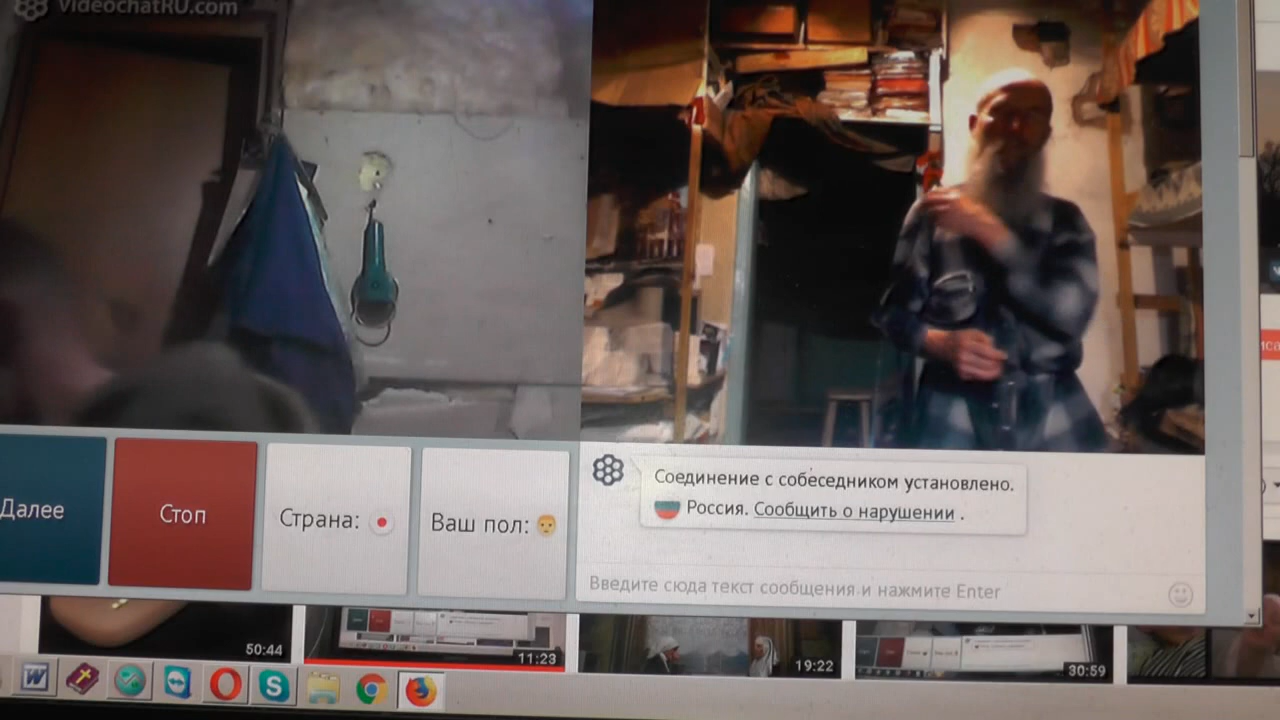 VideochatRU.com
Далее
Стоп
Страна:
Ваш пол:
Соединение с собеседником установлено.
Россия. Сообщить о нарушении .
Введите сюда текст сообщения и нажмите Enter
50:44
11:23
19:22
30:59